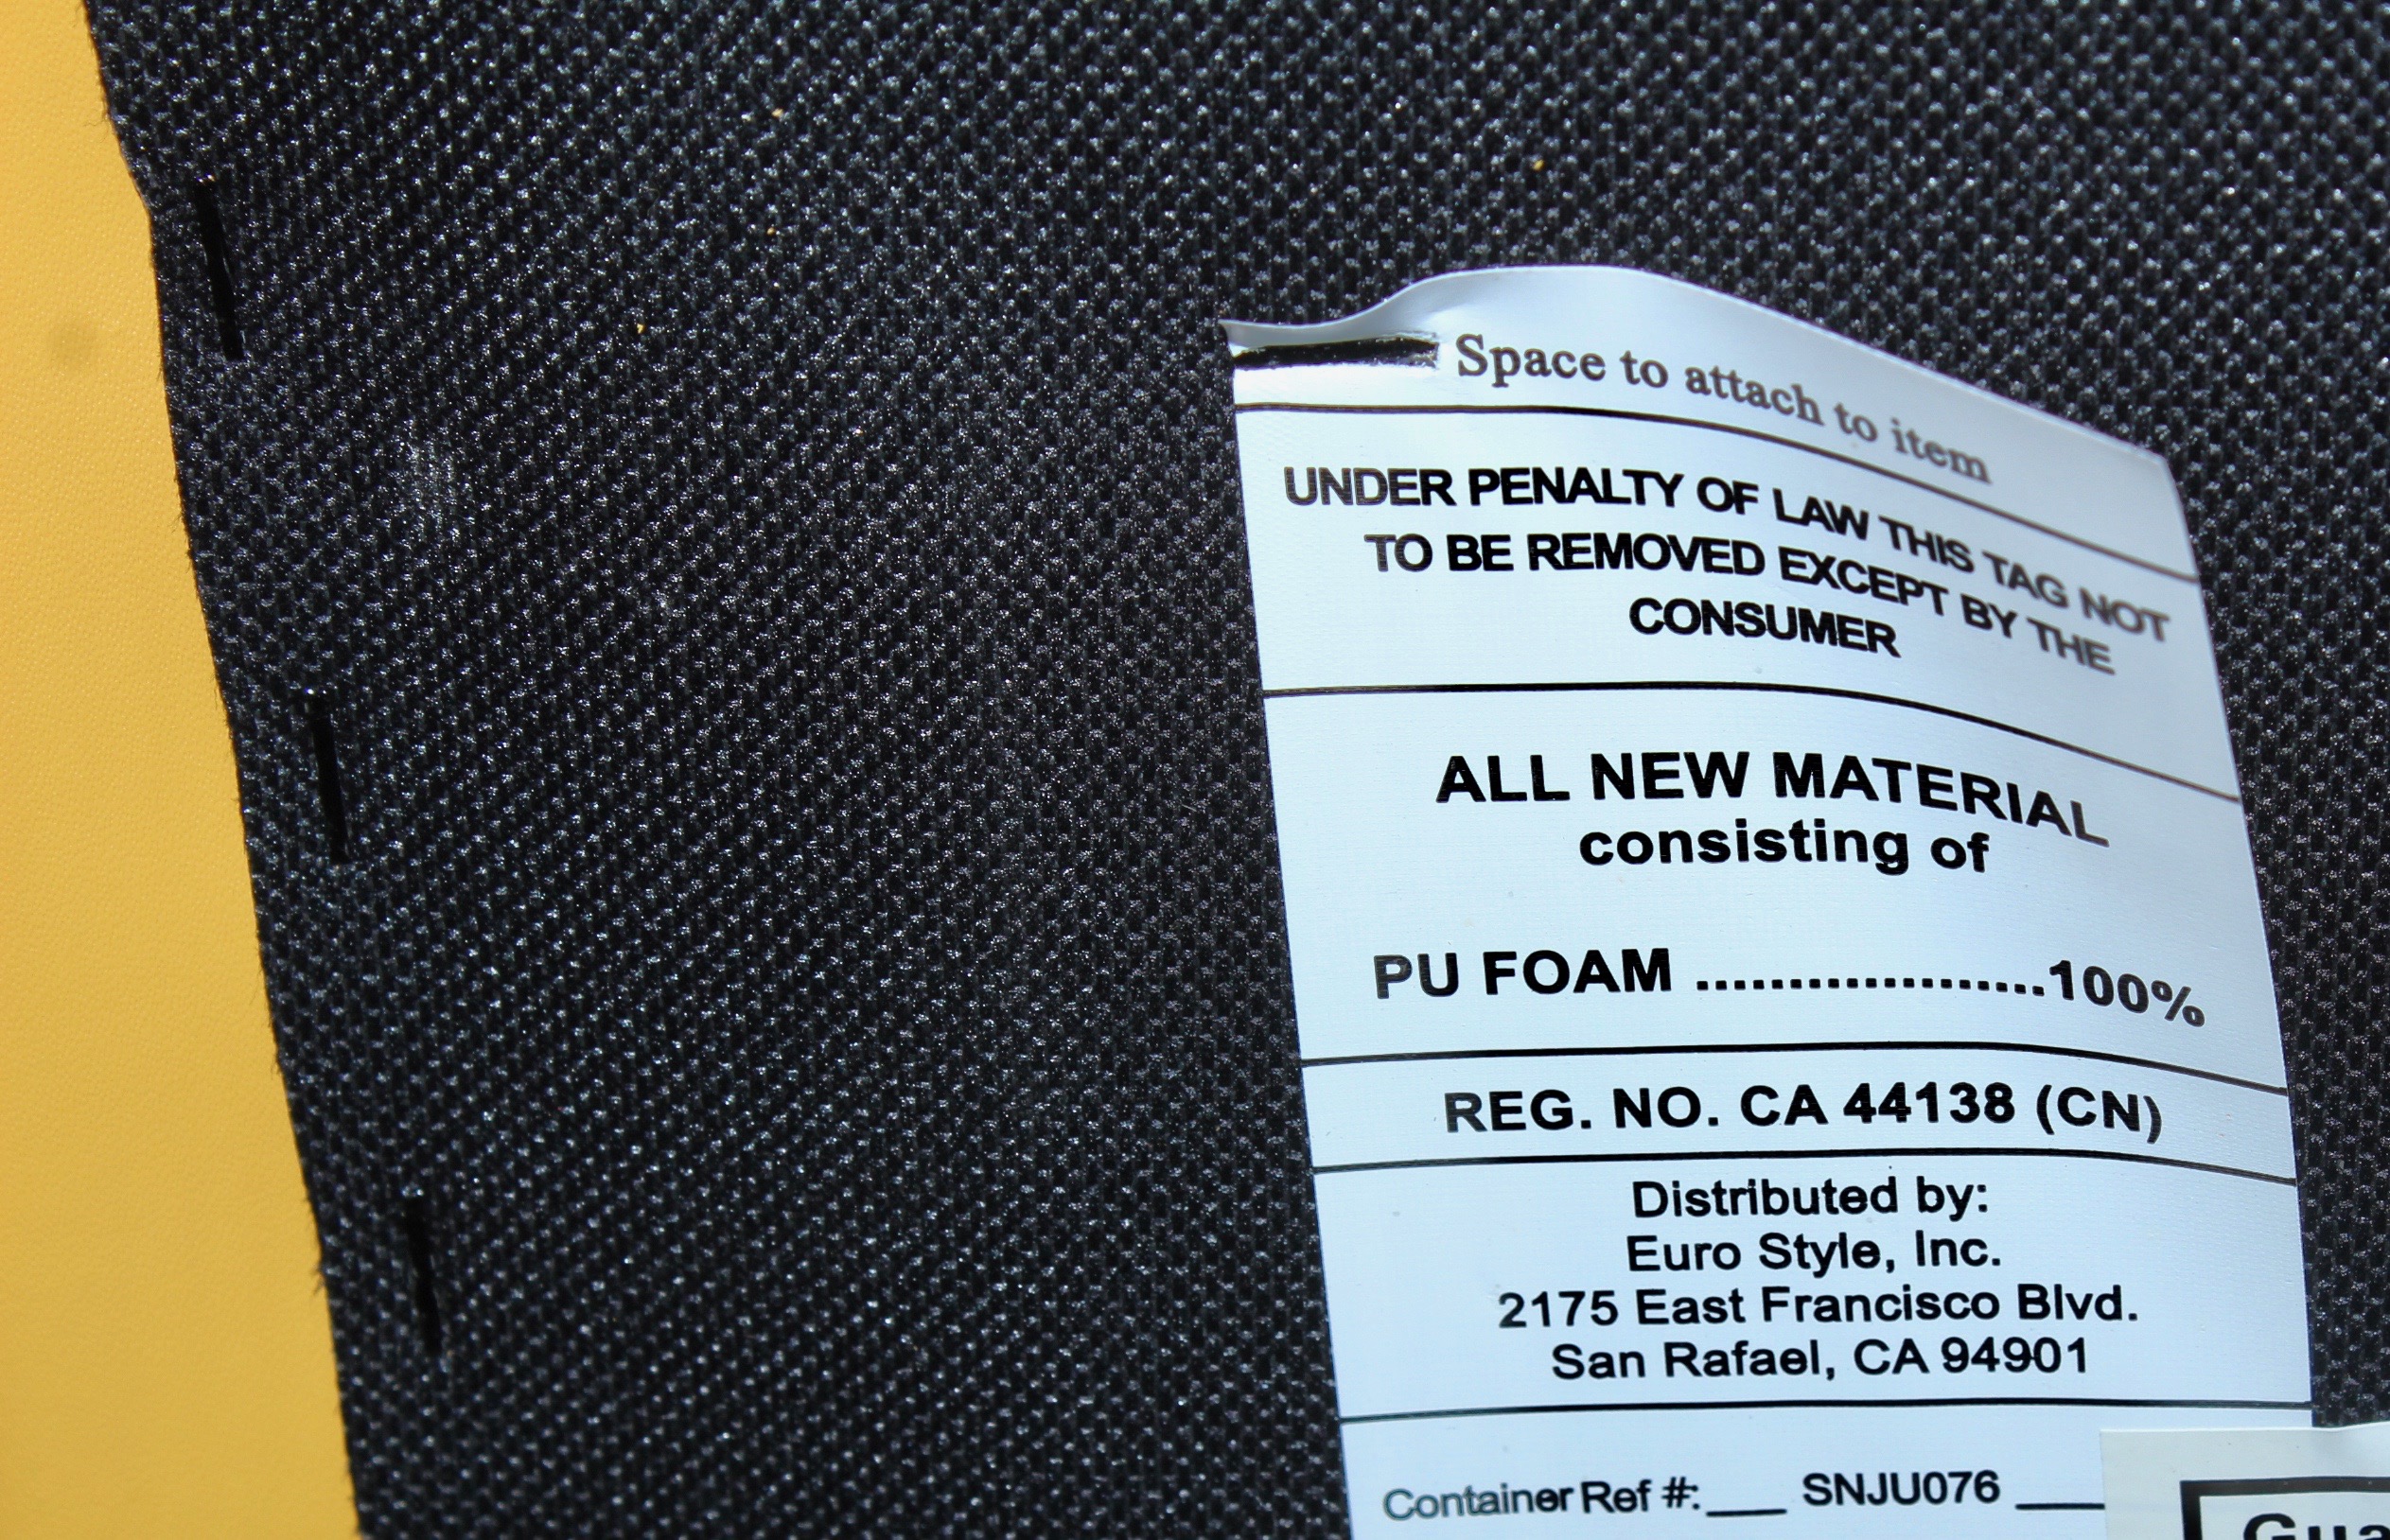 Space to attach to item
UNDER PENALTY OF LAW THIS TAG NOT
TO BE REMOVED EXCEPT BY THE
CONSUMER
ALL NEW MATERIAL
consisting of
PU FOAM ...................100%
REG. NO. CA 44138 (CN)
Distributed by:
Euro Style, Inc.
2175 East Francisco Blvd.
San Rafael, CA 94901
Container Ref #:___ SNJU076 ____